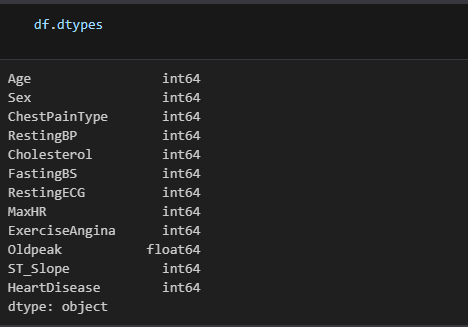 df.dtypes
Age int64
Sex int64
ChestPainType int64
RestingBP int64
Cholesterol int64
FastingBS int64
RestingECG int64
MaxHR int64
ExerciseAngina int64
Oldpeak float64
ST_Slope int64
HeartDisease int64
dtype: object